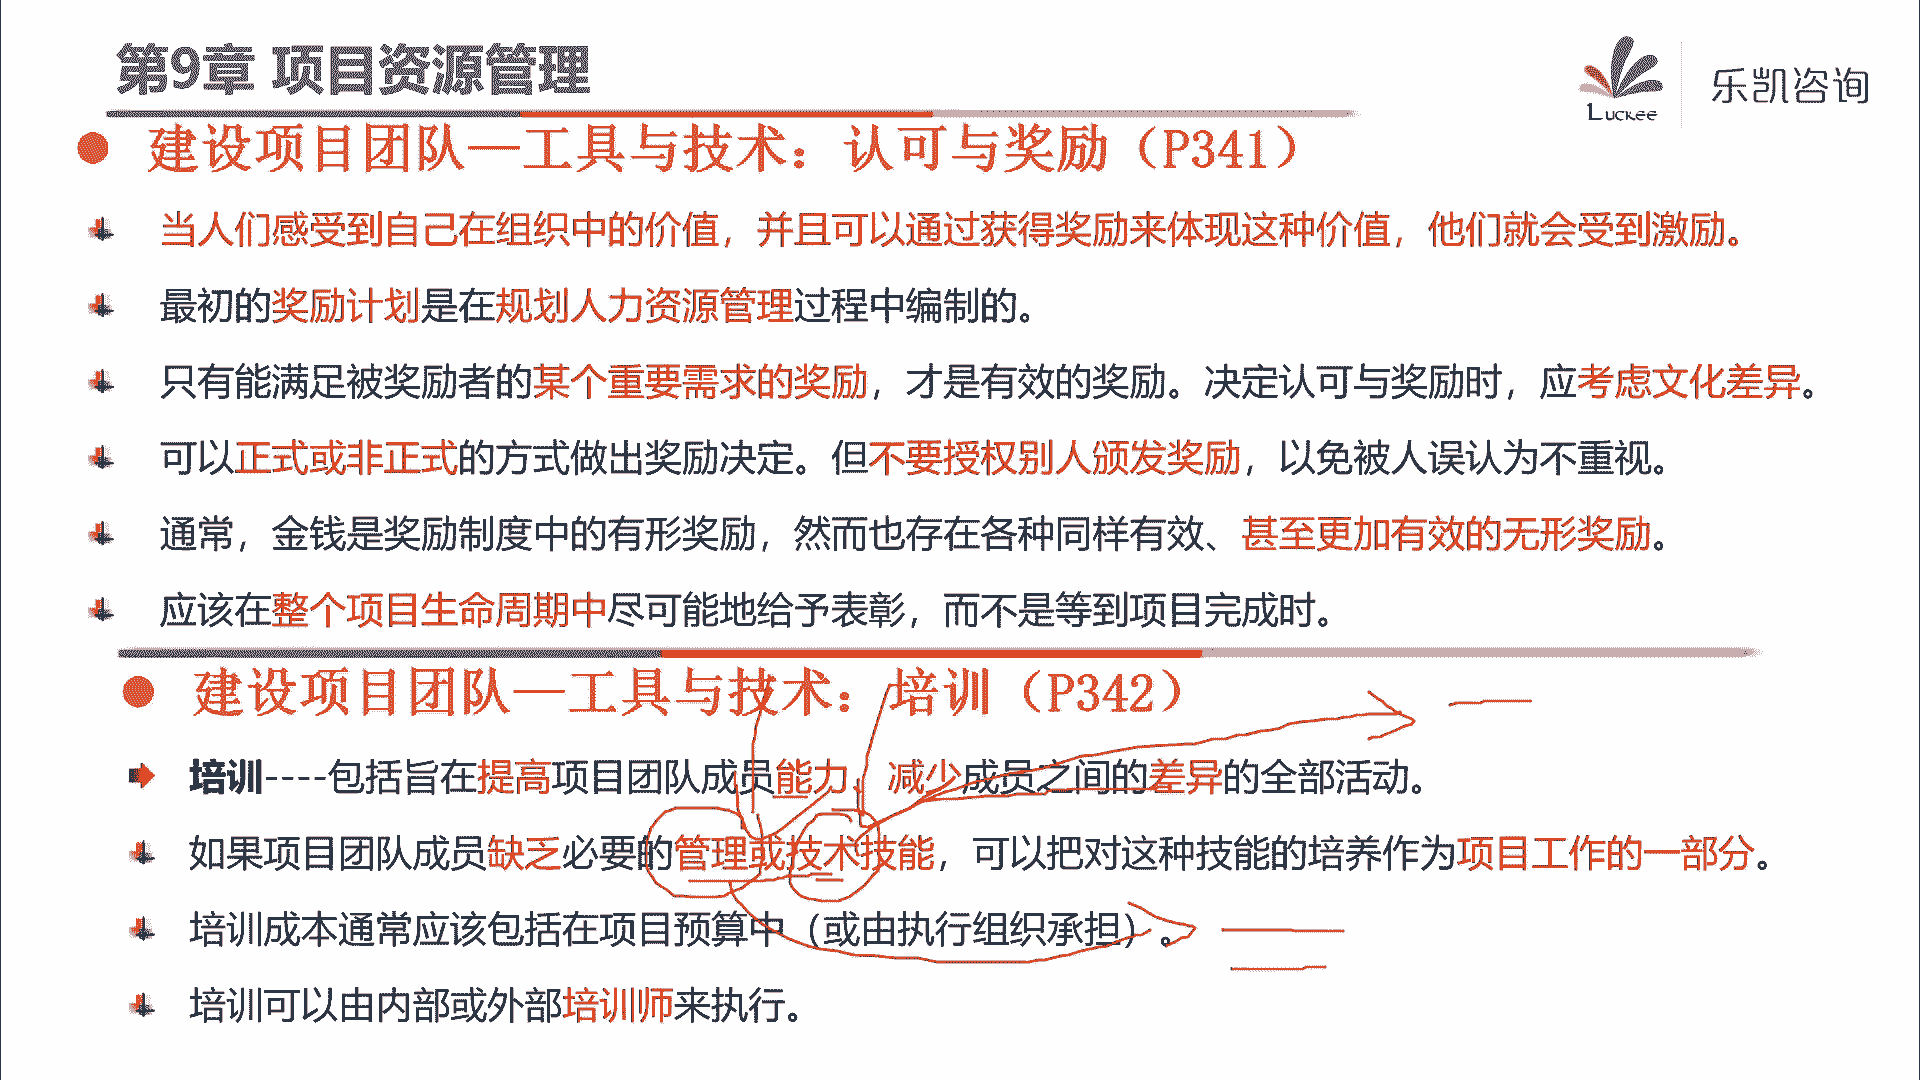 第9章 项目资源管理
Luckee 乐凯咨询
建设项目团队—工具与技术：认可与奖励（P341）
当人们感受到自己在组织中的价值，并且可以通过获得奖励来体现这种价值，他们就会受到激励。
最初的奖励计划是在规划人力资源管理过程中编制的。
只有能满足被奖励者的某个重要需求的奖励，才是有效的奖励。决定认可与奖励时，应考虑文化差异。
可以正式或非正式的方式做出奖励决定。但不要授权别人颁发奖励，以免被人误认为不重视。
通常，金钱是奖励制度中的有形奖励，然而也存在各种同样有效、甚至更加有效的无形奖励。
应该在整个项目生命周期中尽可能地给予表彰，而不是等到项目完成时。
建设项目团队—工具与技术：培训（P342）
培训----包括旨在提高项目团队成员能力，减少成员之间的差异的全部活动。
如果项目团队成员缺乏必要的管理或技术技能，可以把对这种技能的培养作为项目工作的一部分。
培训成本通常应该包括在项目预算中（或由执行组织承担）。
培训可以由内部或外部培训师来执行。